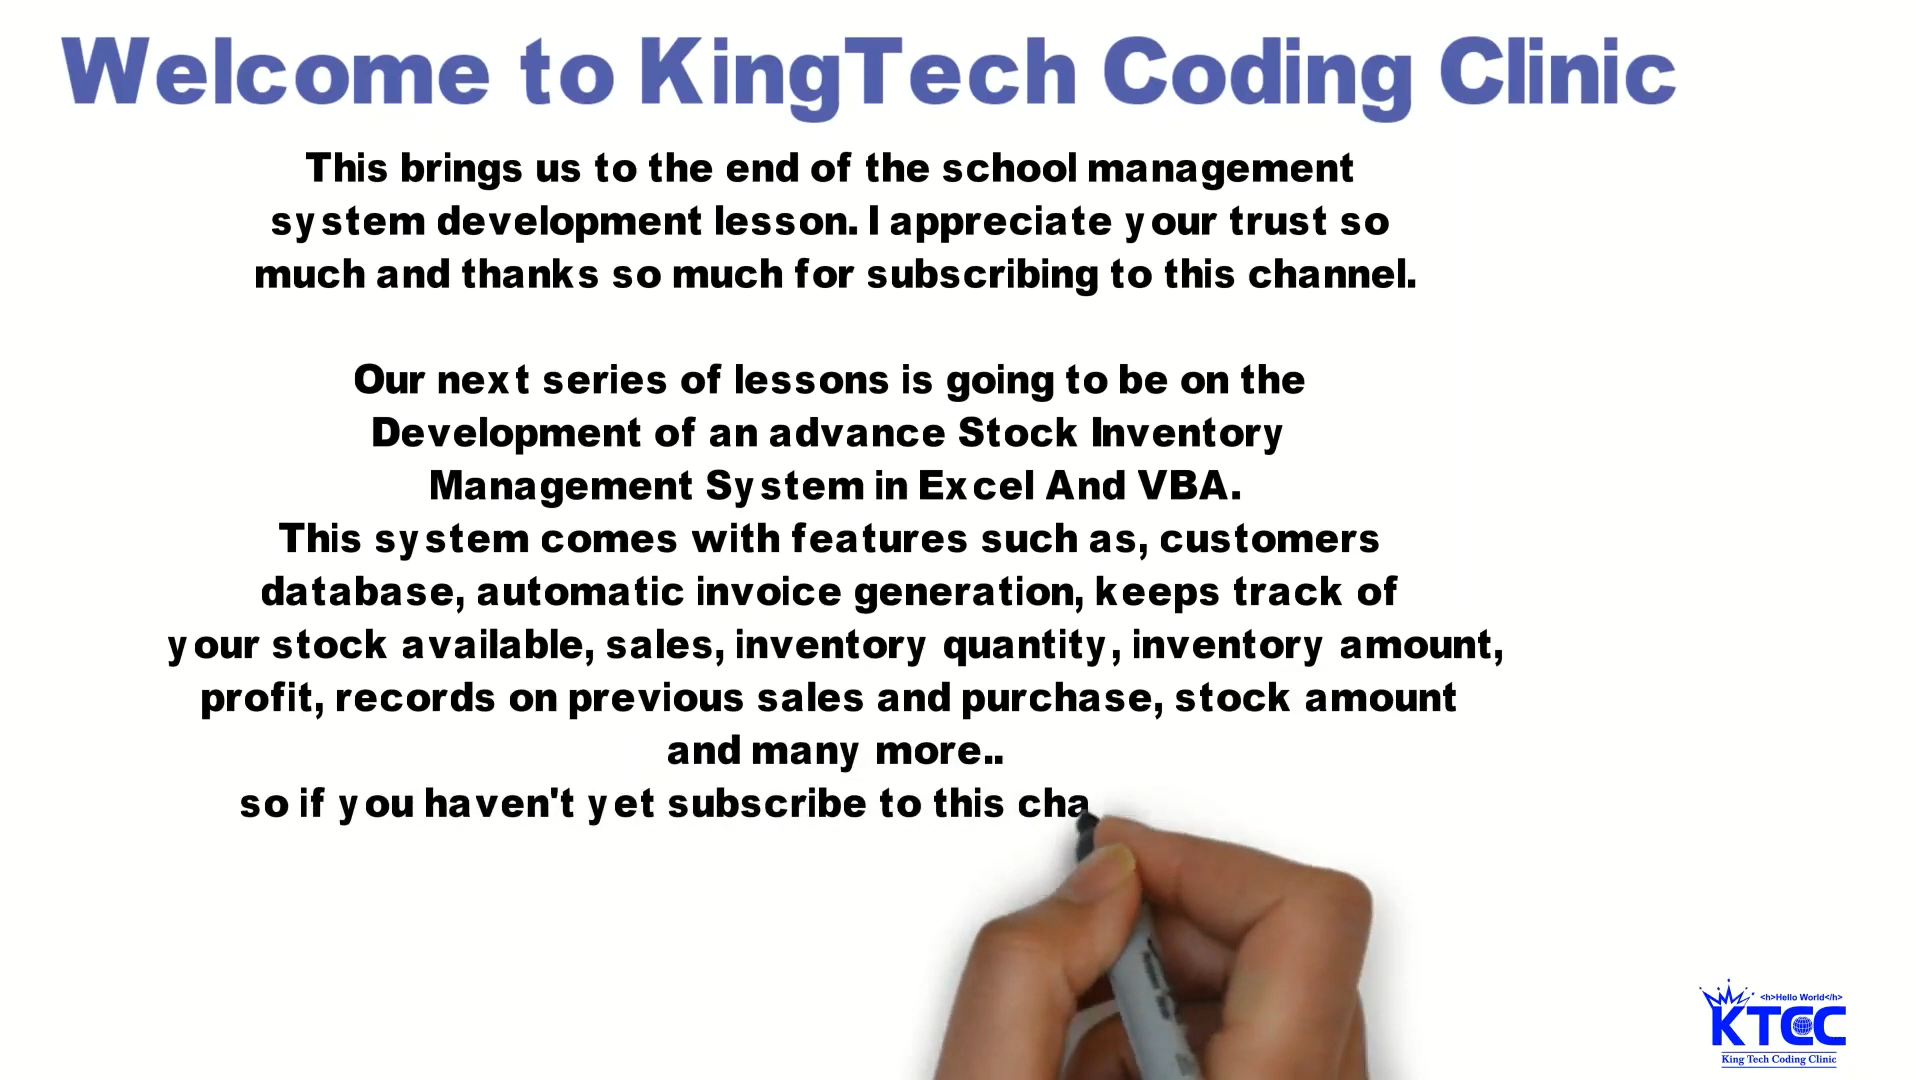 Welcome to KingTech Coding Clinic
This brings us to the end of the school management
system development lesson. I appreciate your trust so
much and thanks so much for subscribing to this channel.
Our next series of lessons is going to be on the
Development of an advance Stock Inventory
Management System in Excel And VBA.
This system comes with features such as, customers
database, automatic invoice generation, keeps track of
your stock available, sales, inventory quantity, inventory amount,
profit, records on previous sales and purchase, stock amount
and many more..
so if you haven't yet subscribe to this cha
<h>Hello World</h>
KTCC
King Tech Coding Clinic